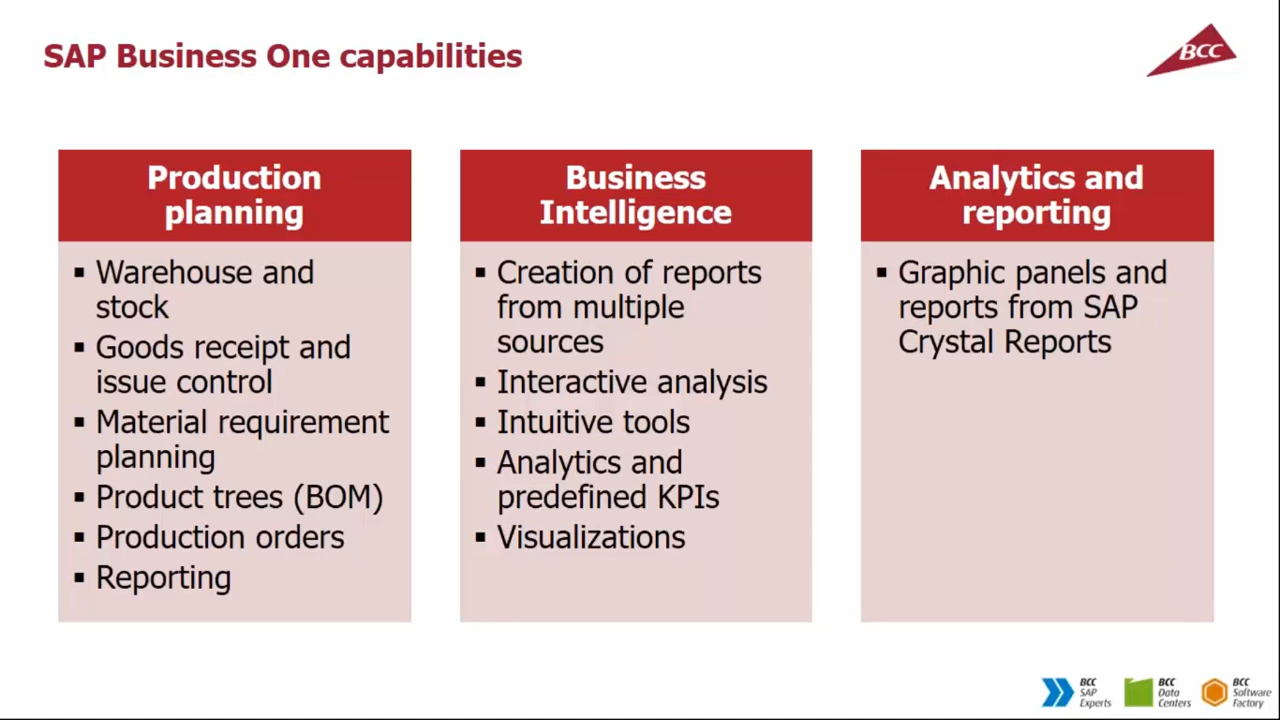 SAP Business One capabilities
BCC
Production
planning
▪ Warehouse and
stock
▪ Goods receipt and
issue control
▪ Material requirement
planning
▪ Product trees (BOM)
▪ Production orders
▪ Reporting
Business
Intelligence
▪ Creation of reports
from multiple
sources
▪ Interactive analysis
▪ Intuitive tools
▪ Analytics and
predefined KPIs
▪ Visualizations
Analytics and
reporting
▪ Graphic panels and
reports from SAP
Crystal Reports
BCC
SAP
Experts
BCC
Data
Centers
BCC
Software
Factory